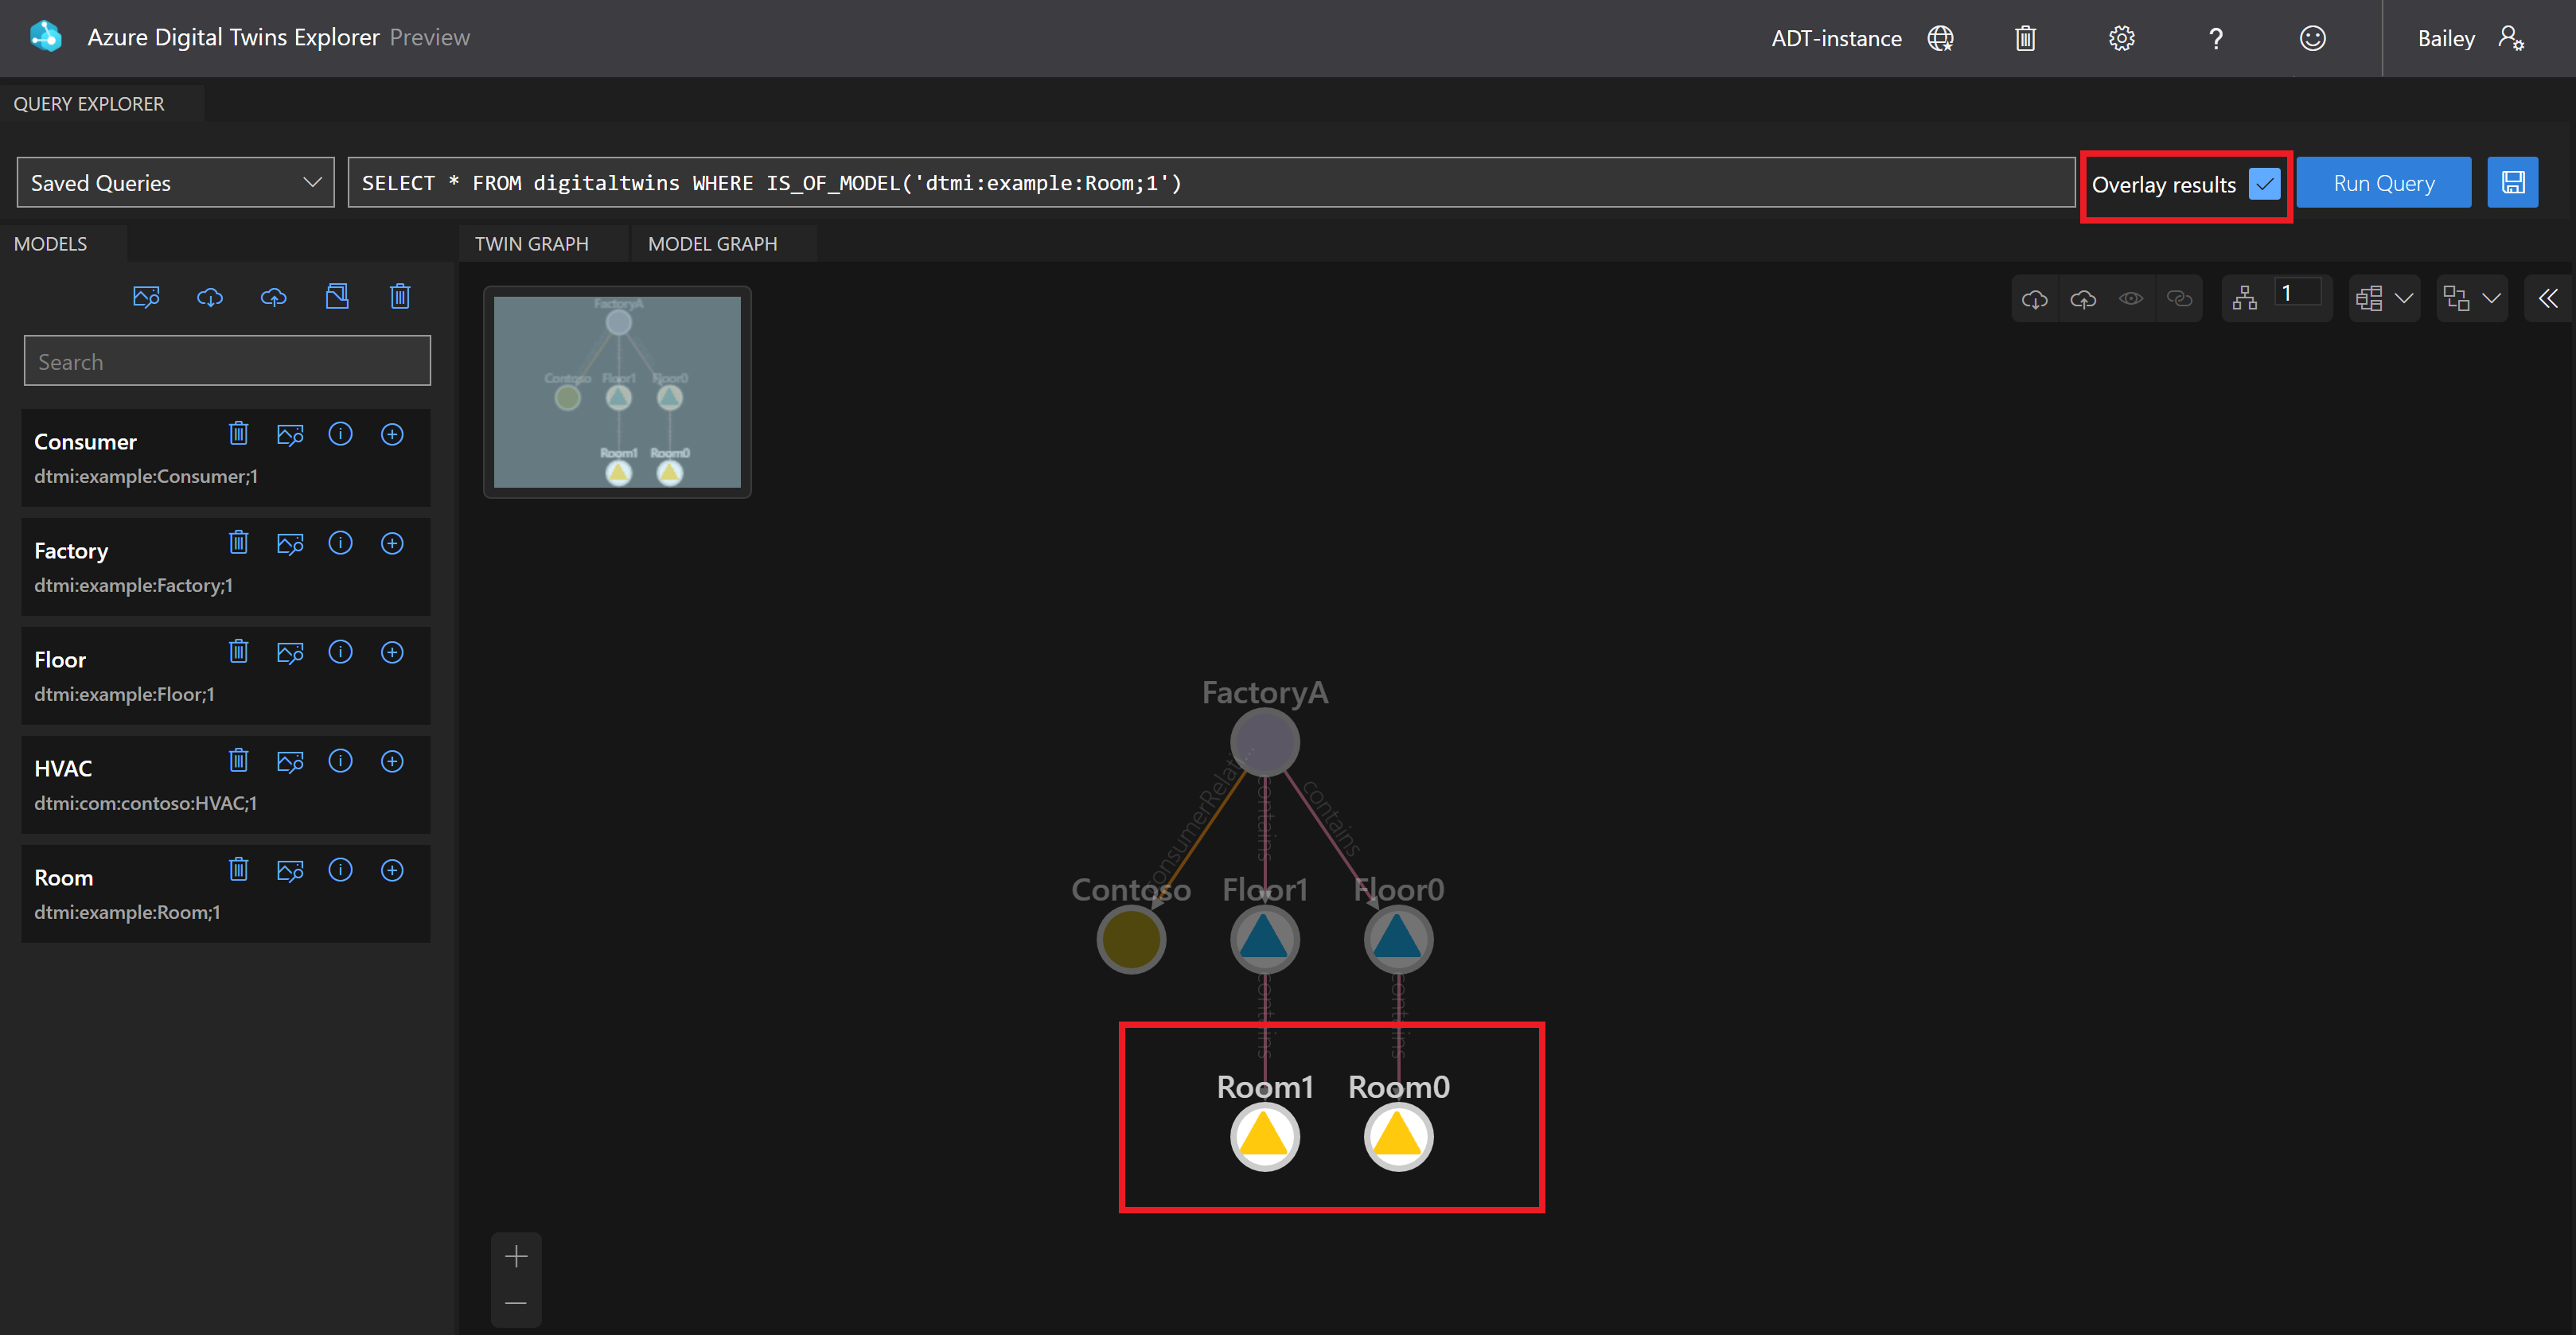 Azure Digital Twins Explorer Preview
ADT-instance
?
Bailey
QUERY EXPLORER
Saved Queries
SELECT * FROM digitaltwins WHERE IS_OF_MODEL('dtmi:example:Room;1')
Overlay results
Run Query
MODELS
TWIN GRAPH
MODEL GRAPH
1
Search
Consumer
dtmi:example:Consumer;1
Factory
dtmi:example:Factory;1
Floor
dtmi:example:Floor;1
HVAC
dtmi:com:contoso:HVAC;1
Room
dtmi:example:Room;1
FactoryA
Contoso Floor1 Floor0
Room1 Room0
FactoryA
consumerRelati...
contains
contains
Contoso Floor1 Floor0
contains
contains
Room1 Room0